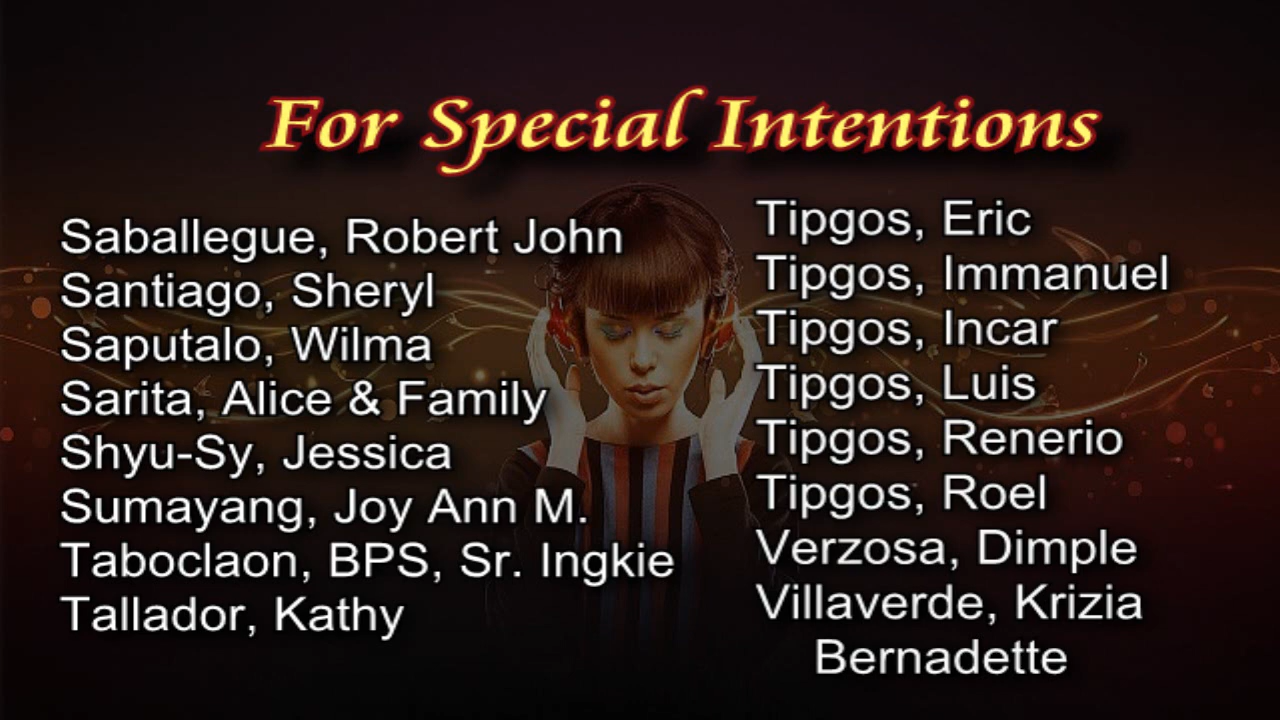 For Special Intentions
Saballegue, Robert John
Santiago, Sheryl
Saputalo, Wilma
Sarita, Alice & Family
Shyu-Sy, Jessica
Sumayang, Joy Ann M.
Taboclaon, BPS, Sr. Ingkie
Tallador, Kathy
Tipgos, Eric
Tipgos, Immanuel
Tipgos, Incar
Tipgos, Luis
Tipgos, Renerio
Tipgos, Roel
Verzosa, Dimple
Villaverde, Krizia
Bernadette